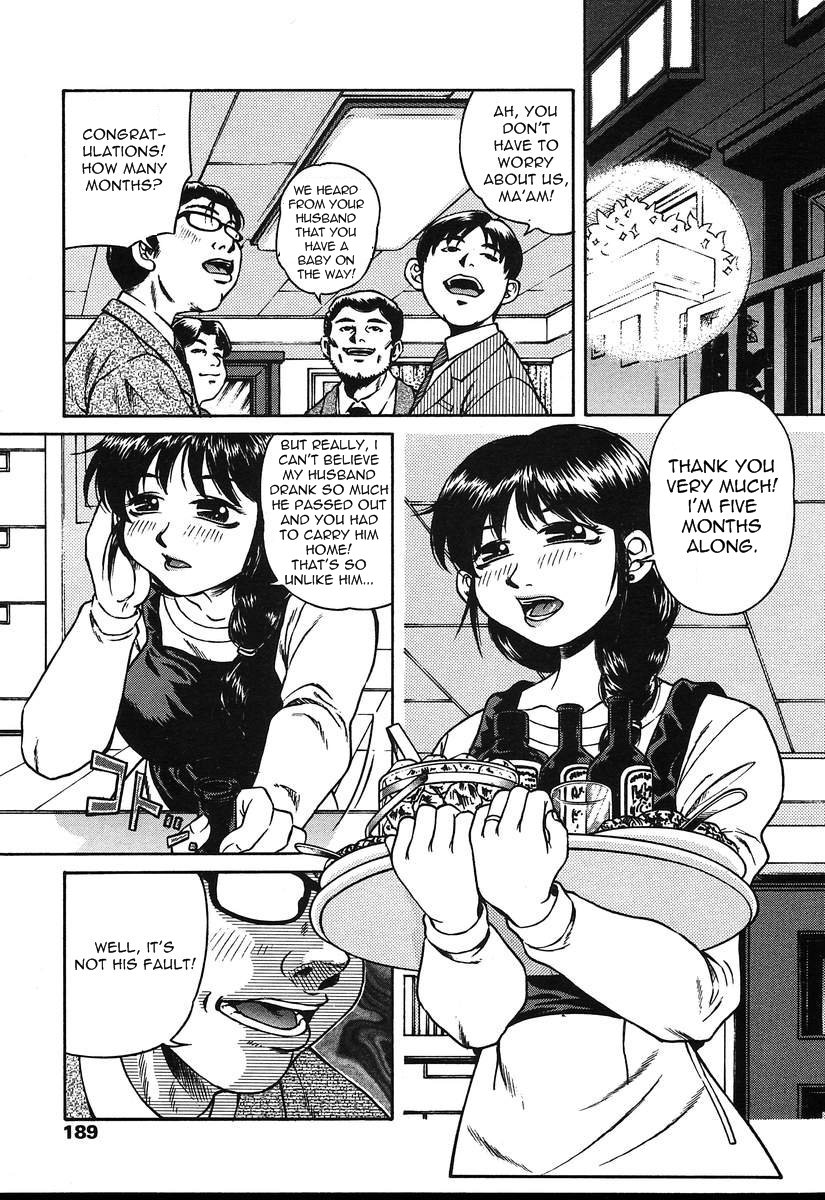 AH, YOU
DON'T
HAVE TO
WORRY
ABOUT US,
MA'AM!
WE HEARD
FROM YOUR
HUSBAND
THAT YOU
HAVE A
BABY ON
THE WAY!
CONGRAT-
ULATIONS!
HOW MANY
MONTHS?
THANK YOU
VERY MUCH!
I'M FIVE
MONTHS
ALONG.
BUT REALLY, I
CAN'T BELIEVE
MY HUSBAND
DRANK SO MUCH
HE PASSED OUT
AND YOU HAD
TO CARRY HIM
HOME!
THAT'S SO
UNLIKE HIM...
コト
WELL, IT'S
NOT HIS FAULT!
189